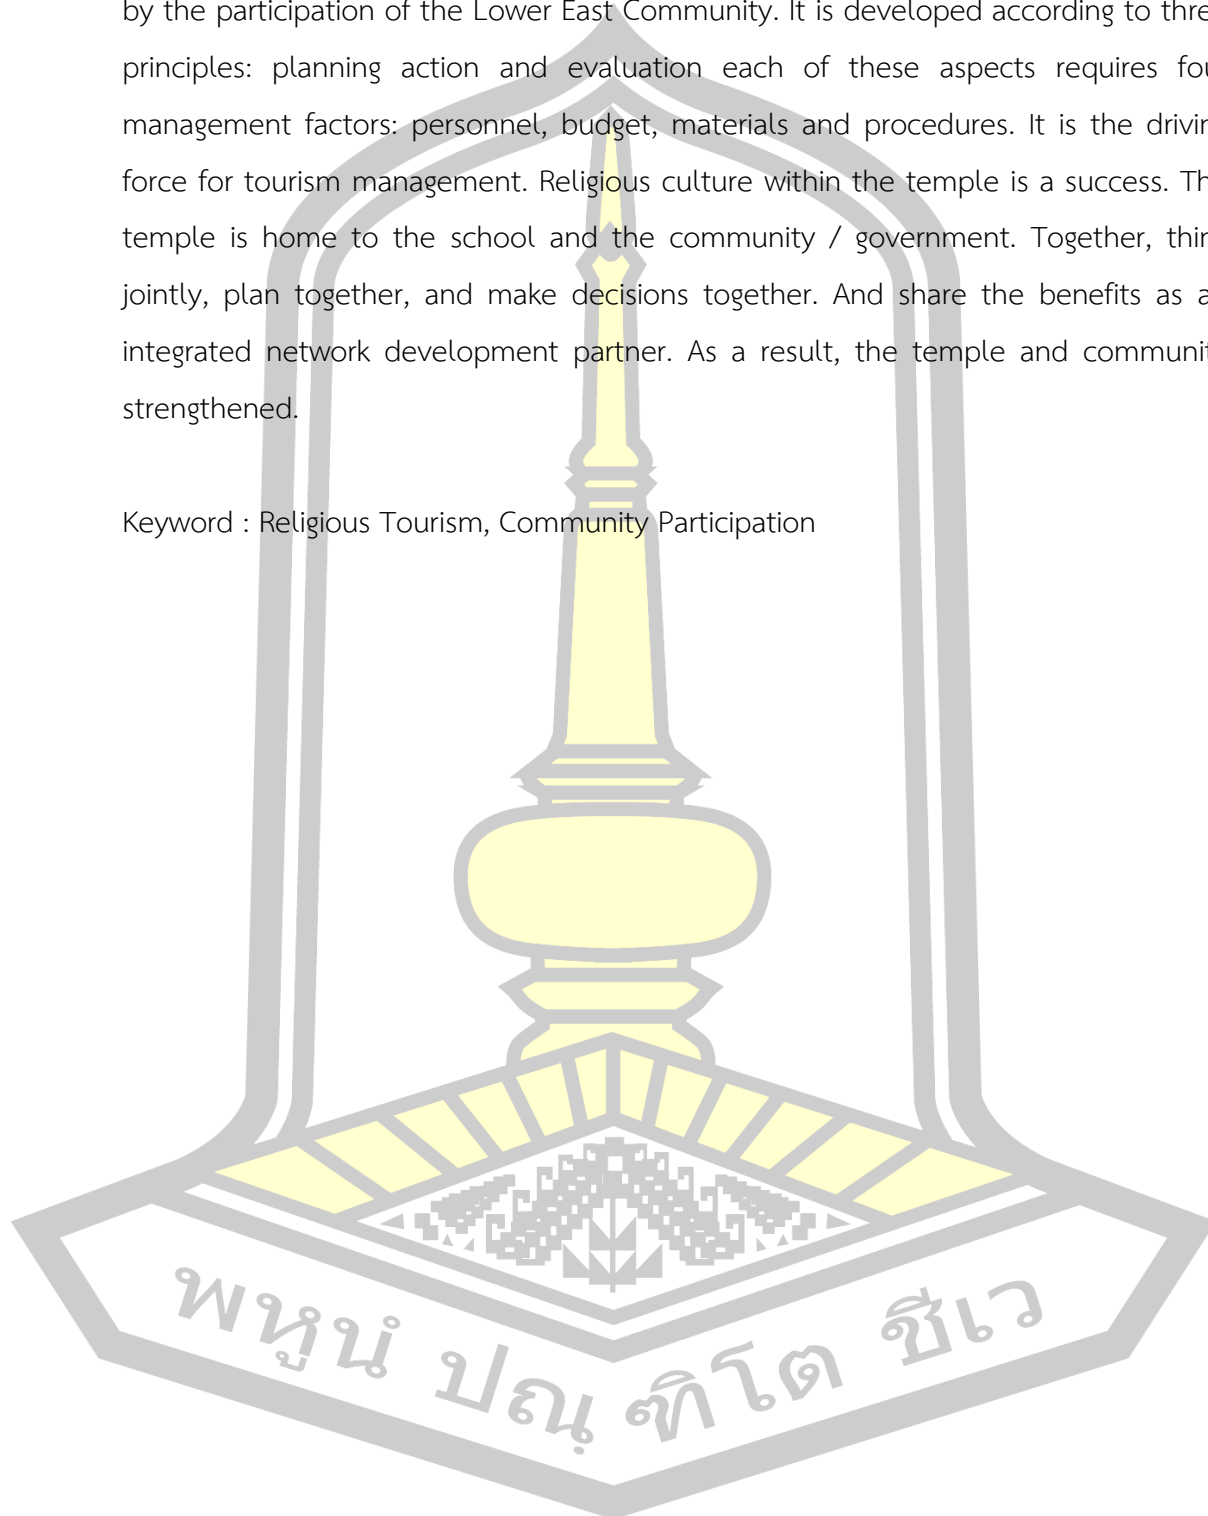 by the participation of the Lower East Community. It is developed according to thre
principles: planning action and evaluation each of these aspects requires fou
management factors: personnel, budget, materials and procedures. It is the drivin
force for tourism management. Religious culture within the temple is a success. Th
temple is home to the school and the community / government. Together, thin
jointly, plan together, and make decisions together. And share the benefits as a
integrated network development partner. As a result, the temple and communit
strengthened.
Keyword : Religious Tourism, Community Participation
พหูนํ ปณฺ ฑิโต ชีเว